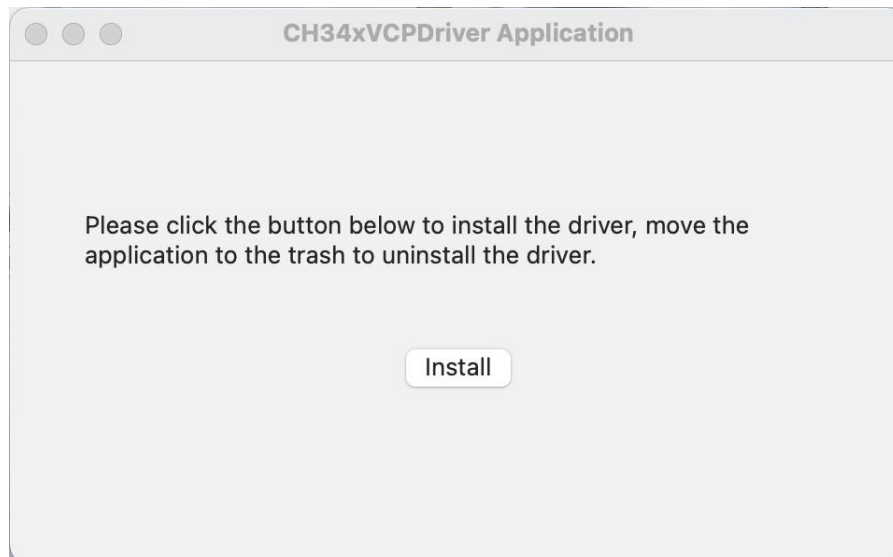 CH34xVCPDriver Application
Please click the button below to install the driver, move the
application to the trash to uninstall the driver.
Install